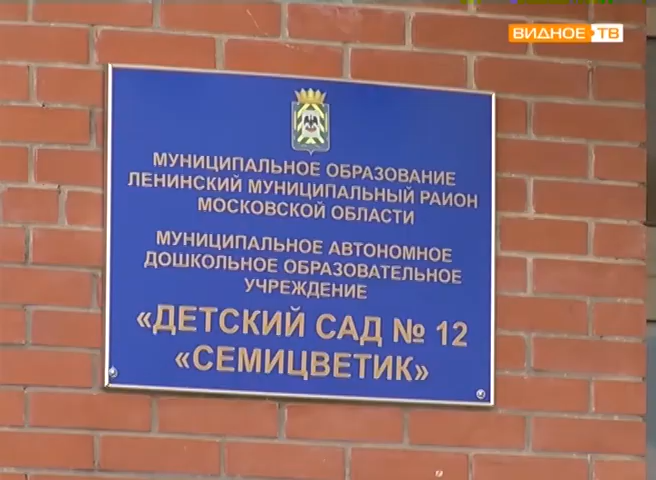 ВИДНОЕ ТВ
МУНИЦИПАЛЬНОЕ ОБРАЗОВАНИЕ
ЛЕНИНСКИЙ МУНИЦИПАЛЬНЫЙ РАЙОН
МОСКОВСКОЙ ОБЛАСТИ
МУНИЦИПАЛЬНОЕ АВТОНОМНОЕ
ДОШКОЛЬНОЕ ОБРАЗОВАТЕЛЬНОЕ
УЧРЕЖДЕНИЕ
«ДЕТСКИЙ САД № 12
«СЕМИЦВЕТИК»